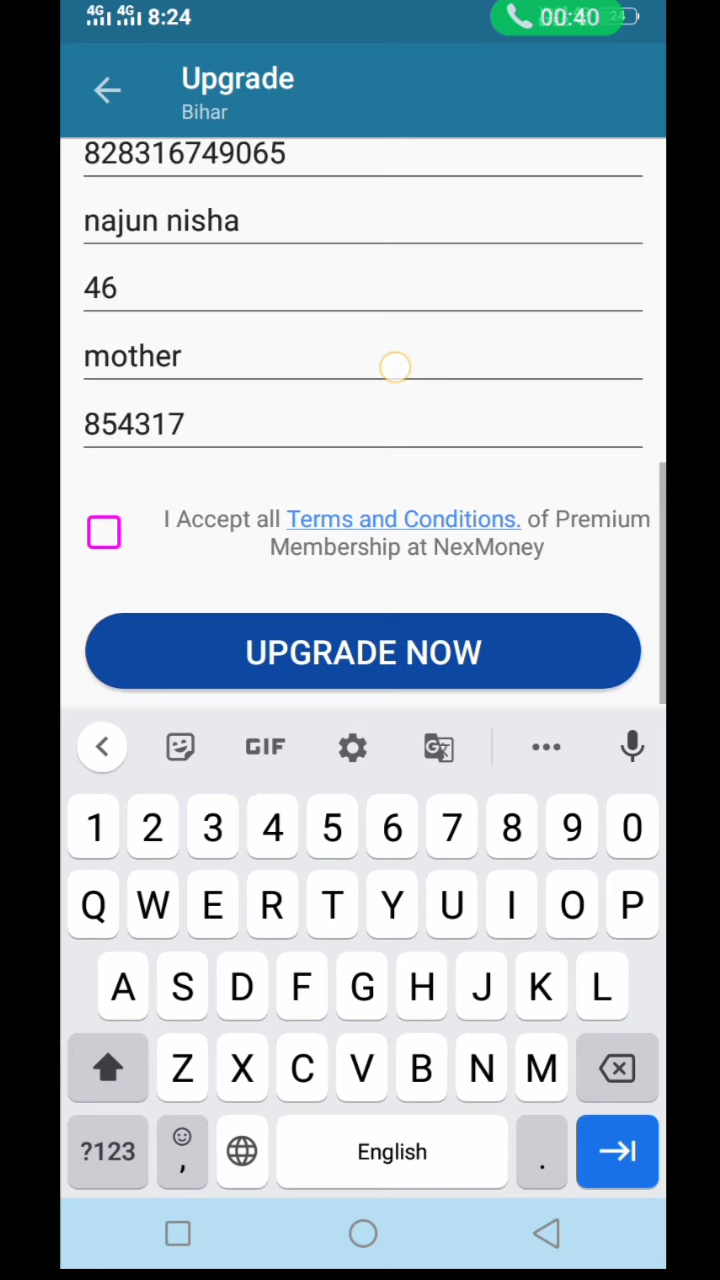 4G 4G 8:24 00:40 24
Upgrade
Bihar
828316749065
najun nisha
46
mother
854317
I Accept all Terms and Conditions. of Premium
Membership at NexMoney
UPGRADE NOW
GIF
1 2 3 4 5 6 7 8 9 0
Q W E R T Y U I O P
A S D F G H J K L
Z X C V B N M
?123 , English .